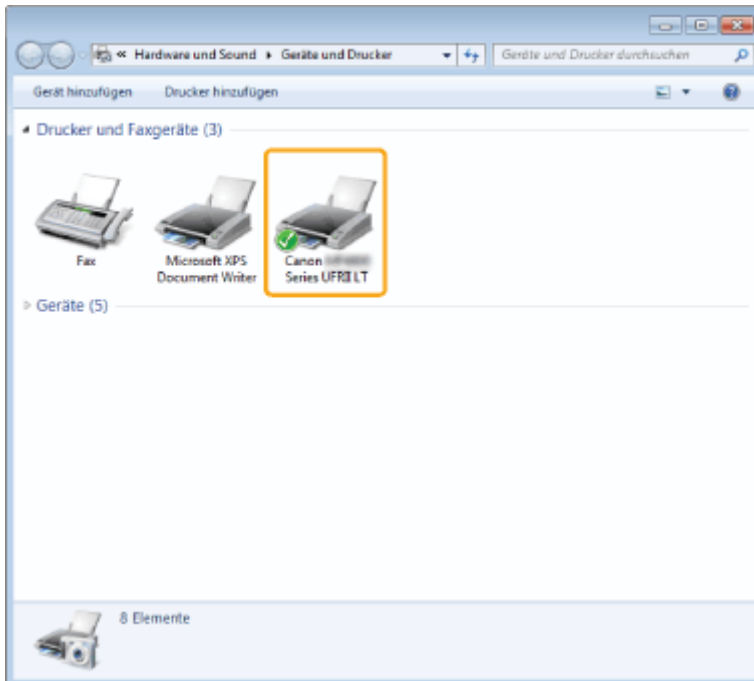 « Hardware und Sound ▸ Geräte und Drucker
Geräte und Drucker durchsuchen
Gerät hinzufügen Drucker hinzufügen
Drucker und Faxgeräte (3)
Fax
Microsoft XPS
Document Writer
Canon
Series UFRII LT
Geräte (5)
8 Elemente